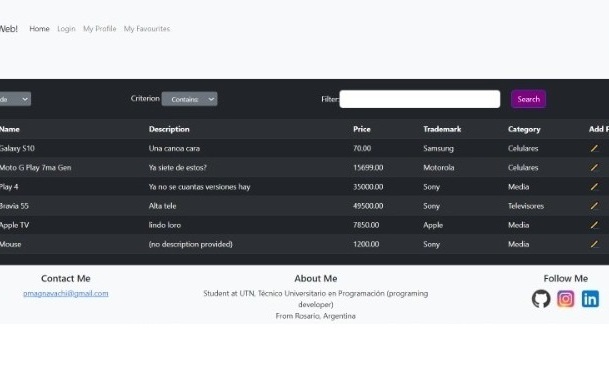 Web! Home Login My Profile My Favourites
Criterion Contains Filter: Search
Name Description Price Trademark Category Add F
Galaxy S10 Una canoa cara 70.00 Samsung Celulares
Moto G Play 7ma Gen Ya siete de estos? 15699.00 Motorola Celulares
Play 4 Ya no se cuantas versiones hay 35000.00 Sony Media
Bravia 55 Alta tele 49500.00 Sony Televisores
Apple TV lindo loro 7850.00 Apple Media
Mouse (no description provided) 1200.00 Sony Media
Contact Me About Me Follow Me
pmagnavachi@gmail.com Student at UTN, Técnico Universitario en Programación (programing
developer)
From Rosario, Argentina